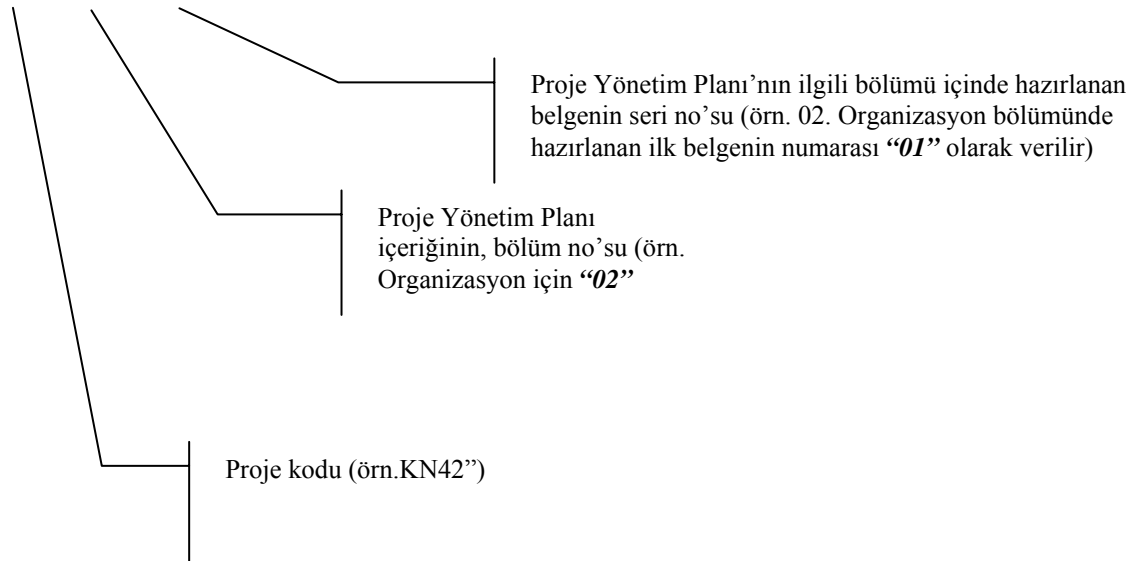 Proje Yönetim Planı’nın ilgili bölümü içinde hazırlanan
belgenin seri no’su (örn. 02. Organizasyon bölümünde
hazırlanan ilk belgenin numarası “01” olarak verilir)
Proje Yönetim Planı
içeriğinin, bölüm no’su (örn.
Organizasyon için “02”
Proje kodu (örn.KN42”)